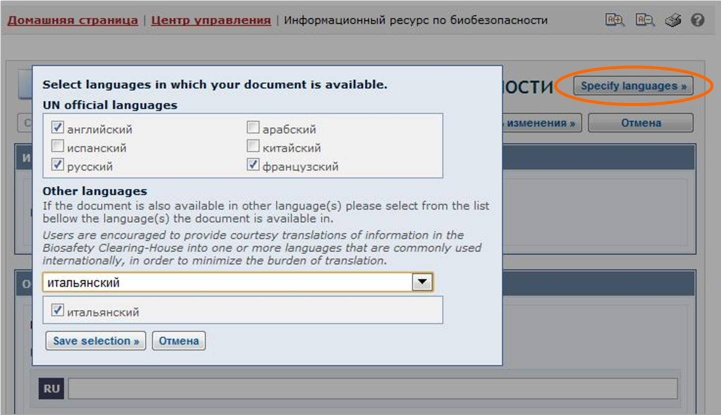 Домашняя страница | Центр управления | Информационный ресурс по биобезопасности
ности Specify languages »
изменения » Отмена
Select languages in which your document is available.
UN official languages
английский арабский
испанский китайский
русский французский
Other languages
If the document is also available in other language(s) please select from the list
bellow the language(s) the document is available in.
Users are encouraged to provide courtesy translations of information in the
Biosafety Clearing-House into one or more languages that are commonly used
internationally, in order to minimize the burden of translation.
итальянский
итальянский
Save selection » Отмена
RU